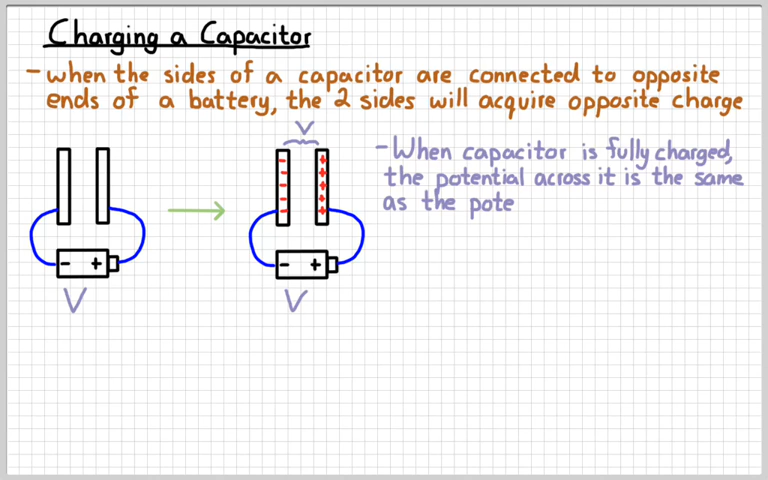 Charging a Capacitor
- when the sides of a capacitor are connected to opposite
ends of a battery, the 2 sides will acquire opposite charge
V
- When capacitor is fully charged,
the potential across it is the same
as the pote
- +
- +
V
V